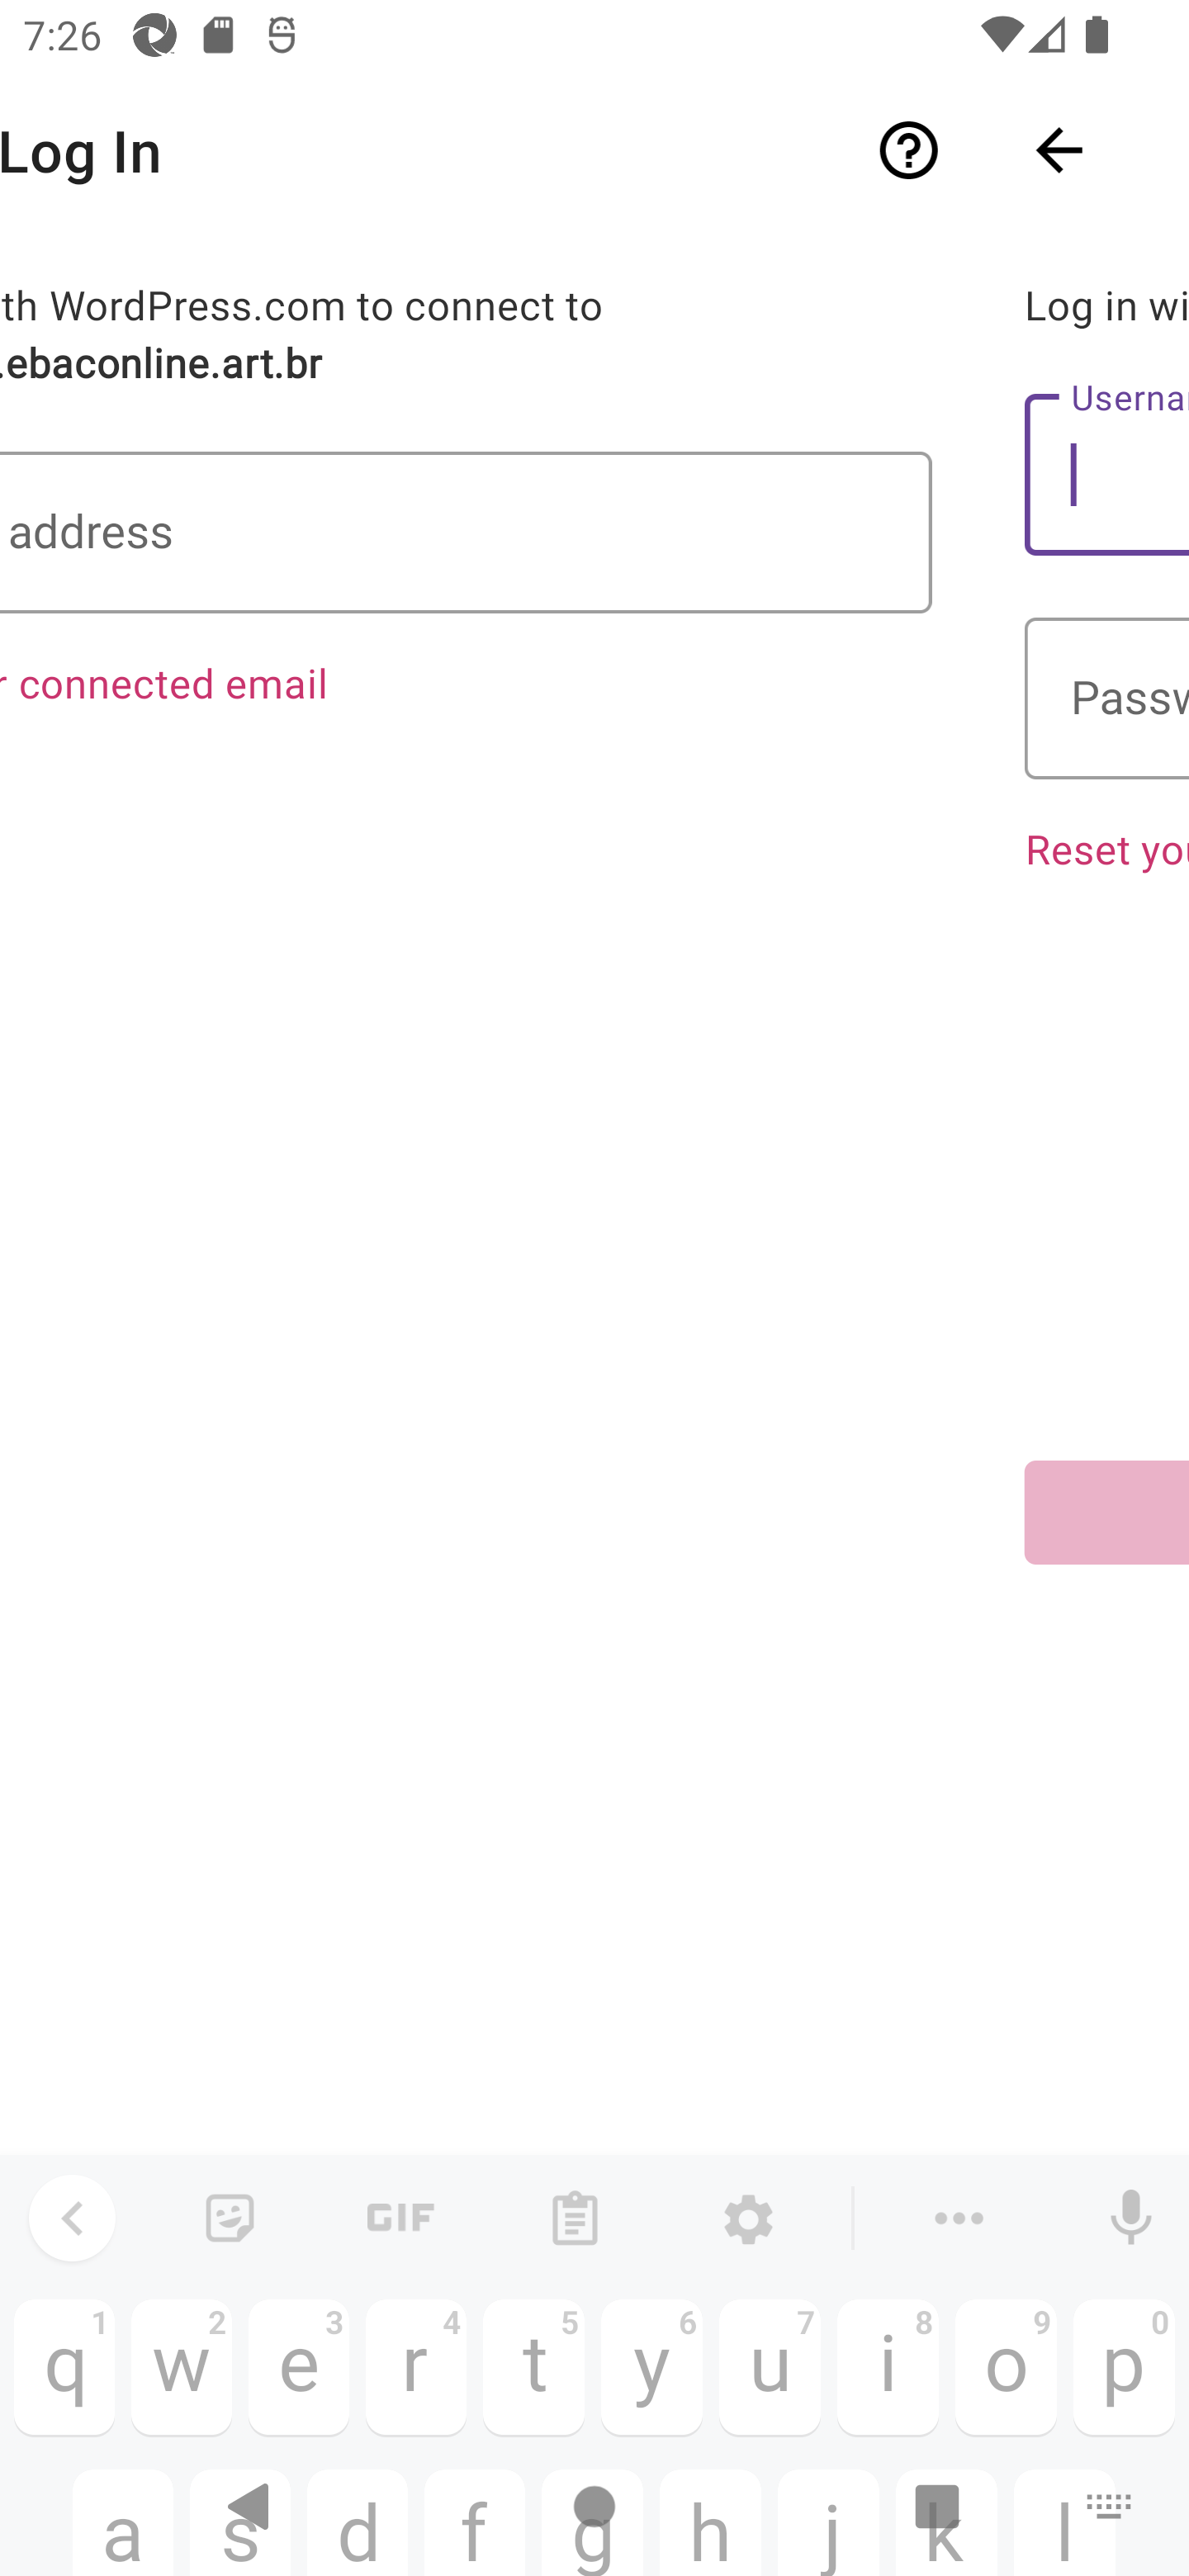 7:26
Log In
th WordPress.com to connect to
.ebaconline.art.br
address
r connected email
Log in wi
Userna
Passw
Reset you
GIF
1 2 3 4 5 6 7 8 9 0
q w e r t y u i o p
a s d f g h j k l